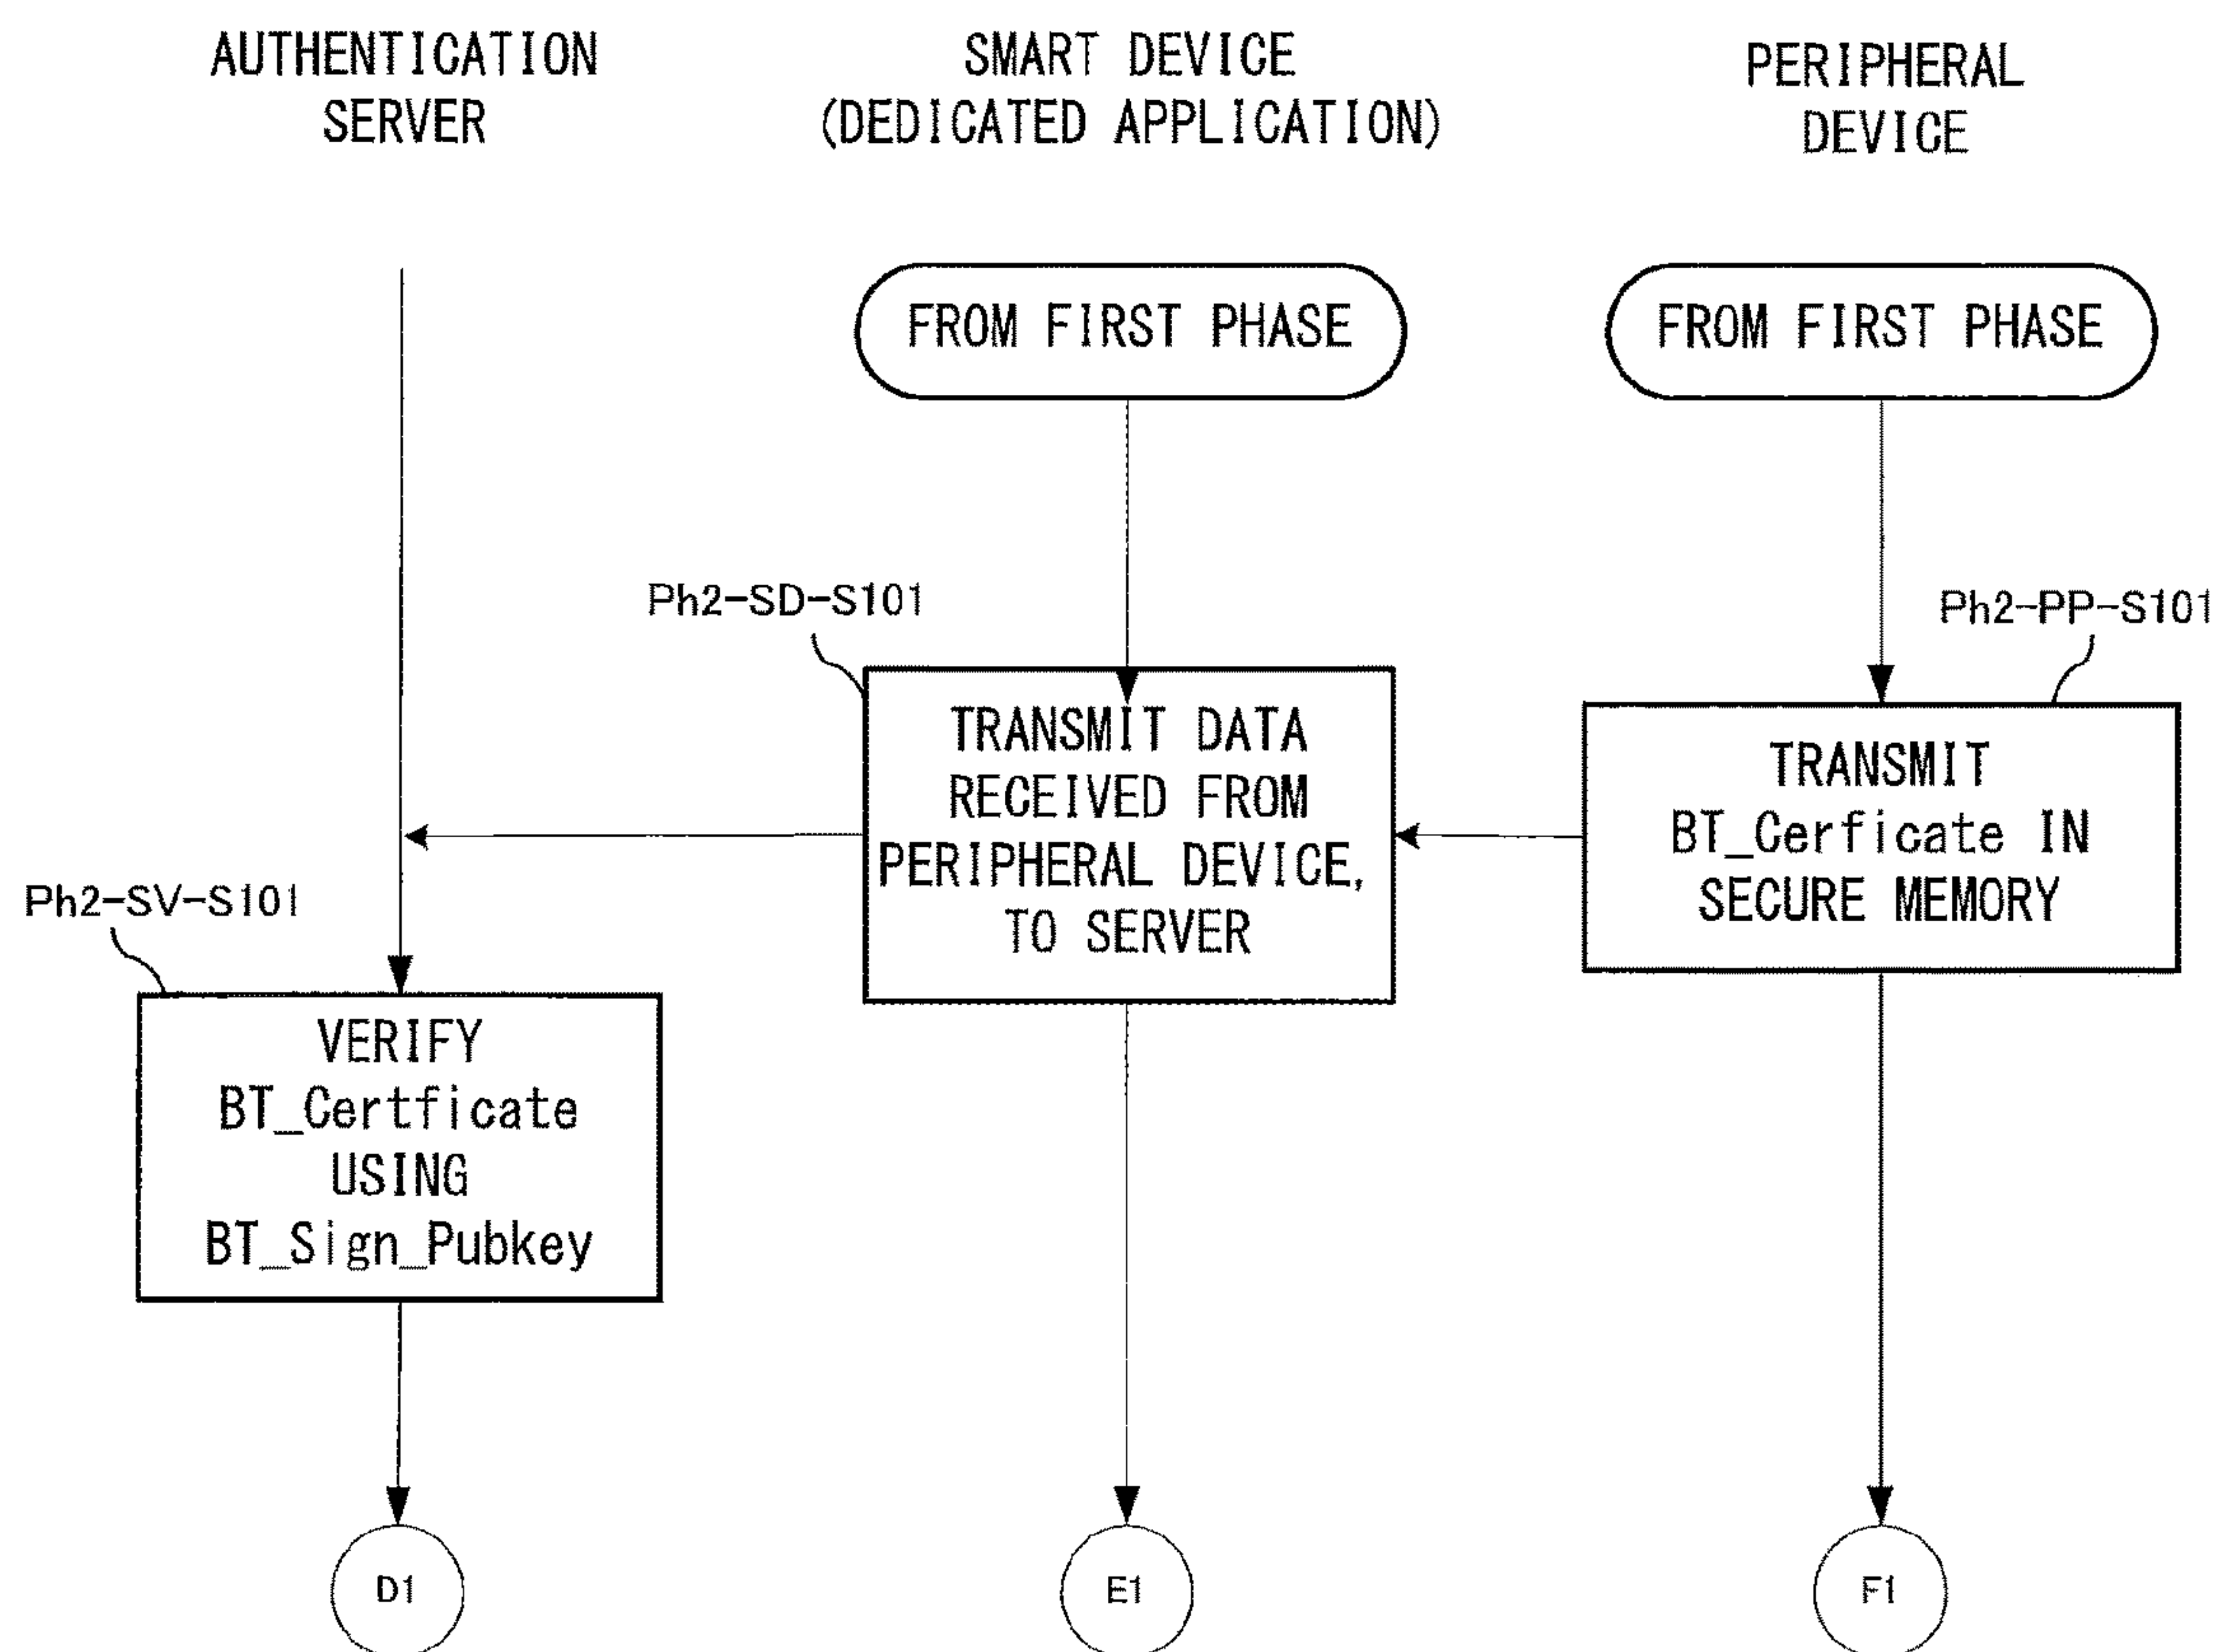 AUTHENTICATION
SERVER
SMART DEVICE
(DEDICATED APPLICATION)
PERIPHERAL
DEVICE
FROM FIRST PHASE
FROM FIRST PHASE
Ph2-SD-S101
Ph2-PP-S101
TRANSMIT DATA
RECEIVED FROM
PERIPHERAL DEVICE,
TO SERVER
TRANSMIT
BT_Cerficate IN
SECURE MEMORY
Ph2-SV-S101
VERIFY
BT_Certficate
USING
BT_Sign_Pubkey
D1
E1
F1